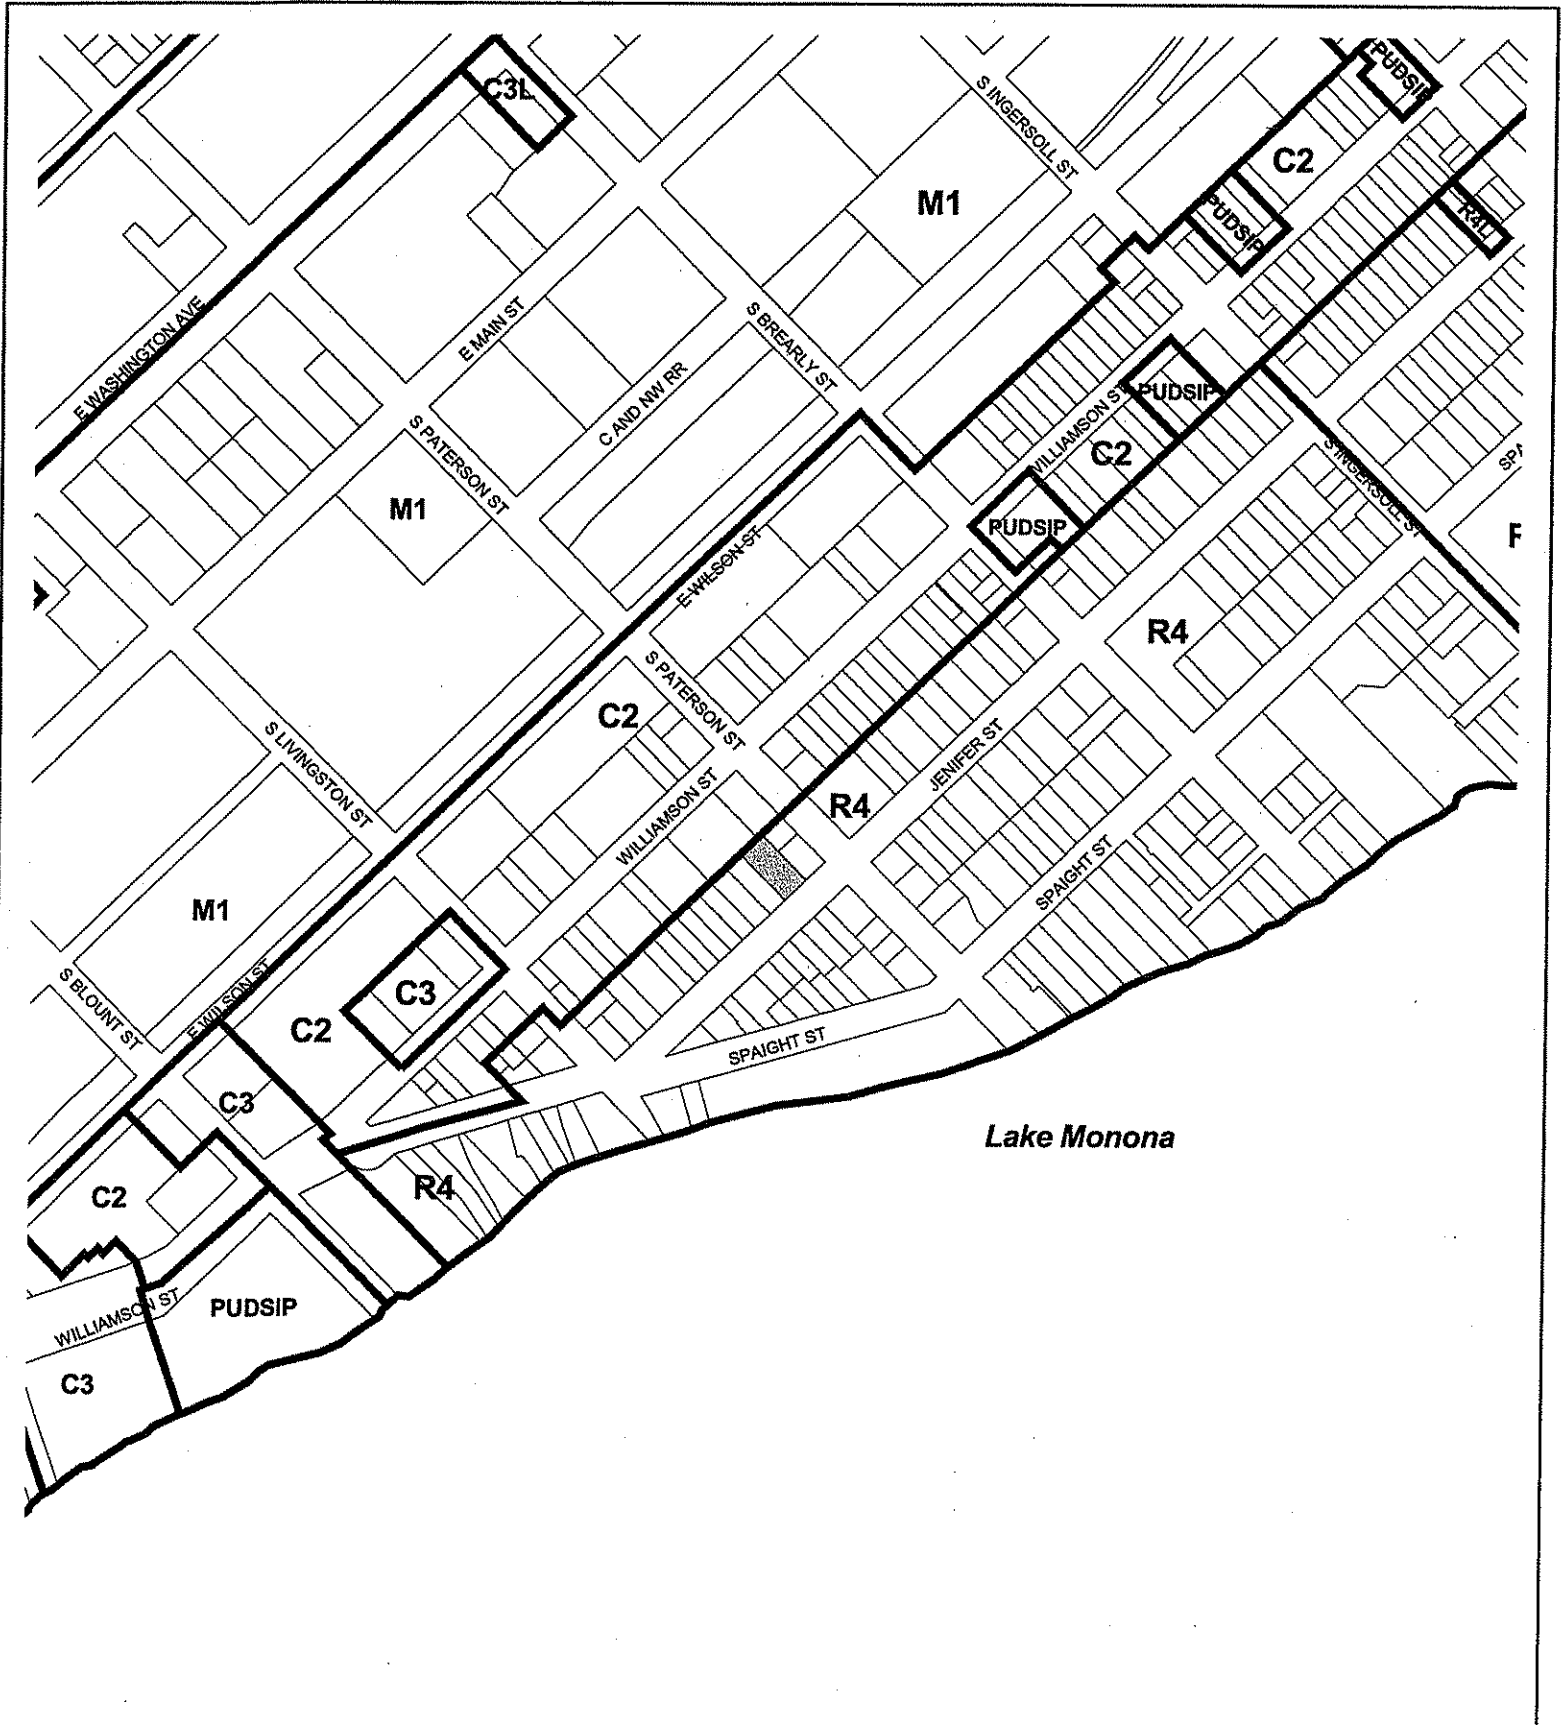 PUDSIP
C3L
S INGERSOLL ST
C2
M1
PUDSIP
R4L
E WASHINGTON AVE
E MAIN ST
S BREARLY ST
C AND NW RR
PUDSIP
WILLIAMSON ST
C2
S PATERSON ST
M1
S INGERSOLL ST
SPA
PUDSIP
E WILSON ST
R4
S PATERSON ST
C2
S LIVINGSTON ST
JENIFER ST
R4
WILLIAMSON ST
SPAIGHT ST
M1
C3
S BLOUNT ST
E WILSON ST
C2
SPAIGHT ST
C3
Lake Monona
R4
C2
PUDSIP
WILLIAMSON ST
C3